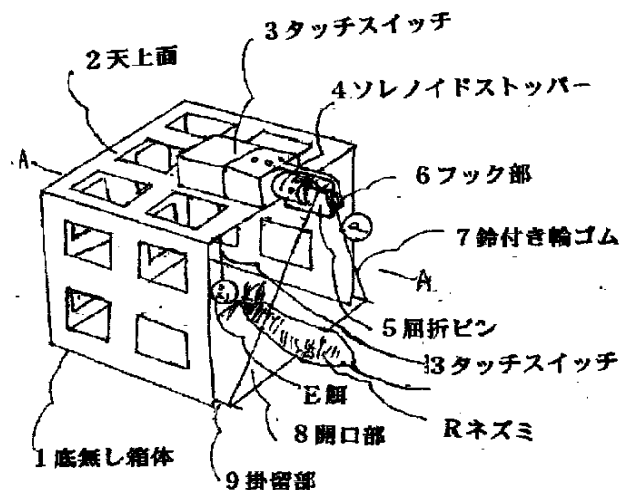 3タッチスイッチ
2天上面
4ソレノイドストッパー
A
6フック部
7鈴付き輪ゴム
A
5屈折ピン
3タッチスイッチ
E餌
Rネズミ
8開口部
1底無し箱体
9掛留部